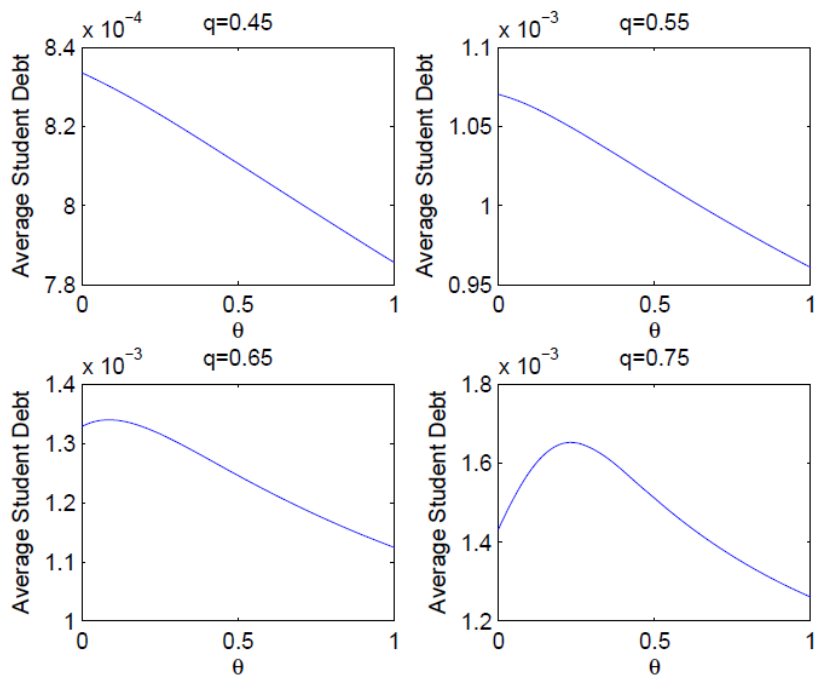 x 10⁻⁴
q=0.45
8.4
8.2
8
7.8
0
0.5
1
θ
Average Student Debt
x 10⁻³
q=0.55
1.1
1.05
1
0.95
0
0.5
1
θ
Average Student Debt
x 10⁻³
q=0.65
1.4
1.3
1.2
1.1
1
0
0.5
1
θ
Average Student Debt
x 10⁻³
q=0.75
1.8
1.6
1.4
1.2
0
0.5
1
θ
Average Student Debt